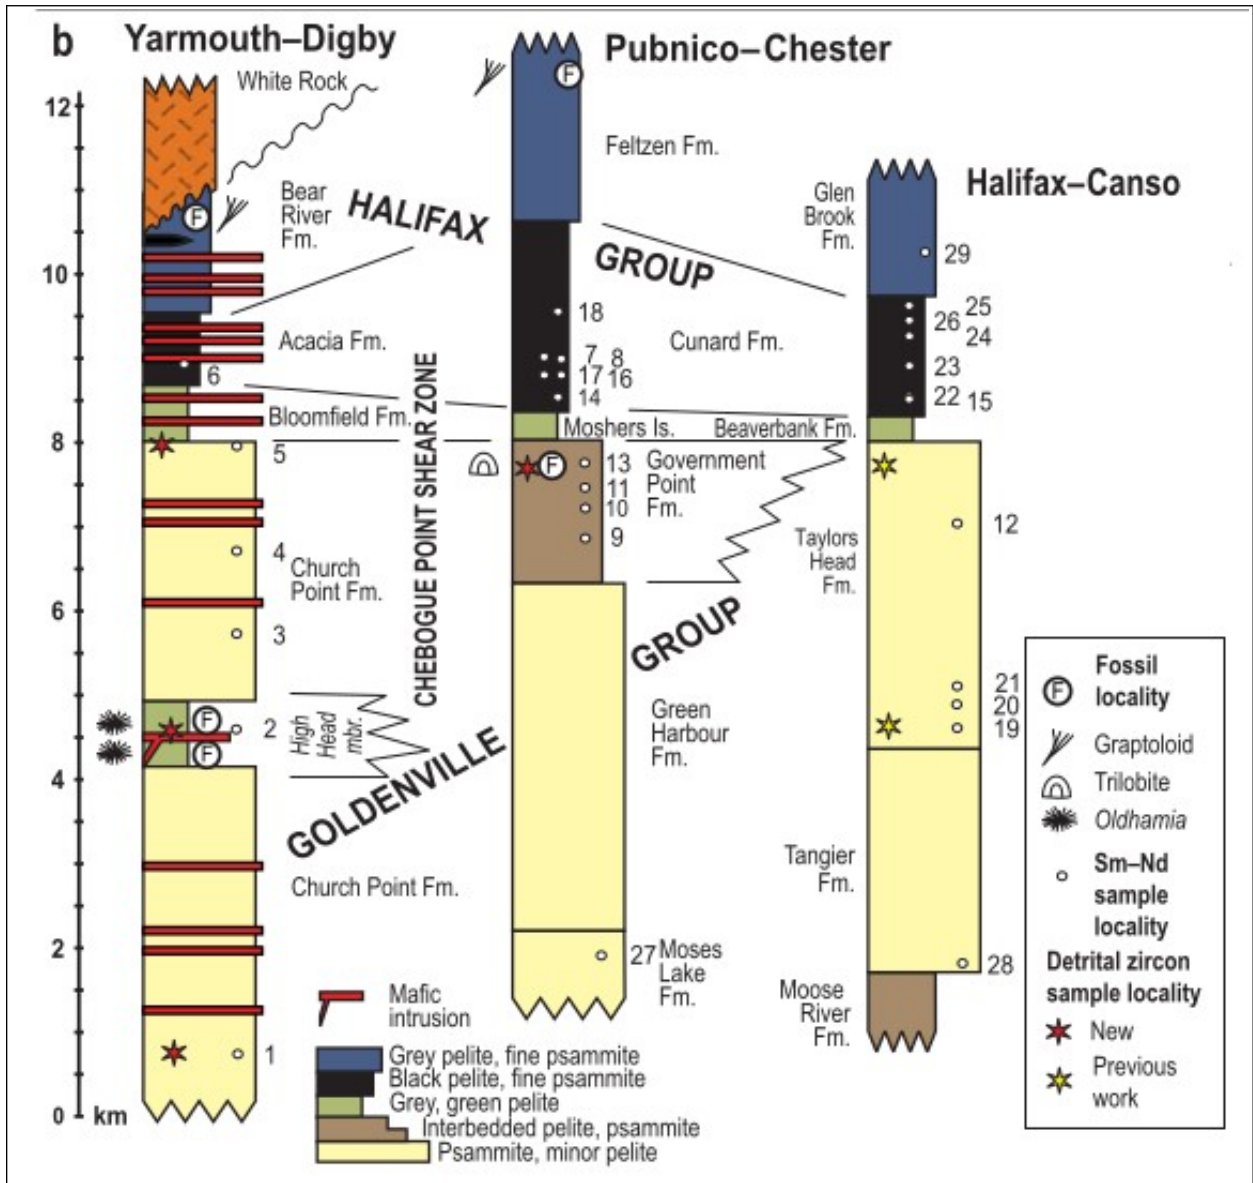 b
Yarmouth–Digby
Pubnico–Chester
Halifax–Canso
White Rock
12
10
8
6
4
2
0
km
F
Bear
River
Fm.
HALIFAX
GROUP
Acacia Fm.
6
Bloomfield Fm.
5
4
Church
Point Fm.
3
CHEBOGUE POINT SHEAR ZONE
F
2
F
High
Head
mbr.
GOLDENVILLE
GROUP
Church Point Fm.
1
F
Feltzen Fm.
18
Cunard Fm.
7 8
17 16
14
Moshers Is.
Beaverbank Fm.
F
13
11
10
9
Government
Point
Fm.
Green
Harbour
Fm.
27
Moses
Lake
Fm.
Glen
Brook
Fm.
29
25
26 24
23
22 15
Taylors
Head
Fm.
12
21
20
19
Tangier
Fm.
28
Moose
River
Fm.
Mafic
intrusion
Grey pelite, fine psammite
Black pelite, fine psammite
Grey, green pelite
Interbedded pelite, psammite
Psammite, minor pelite
F
Fossil
locality
Graptoloid
Trilobite
Oldhamia
Sm–Nd
sample
locality
Detrital zircon
sample locality
New
Previous
work